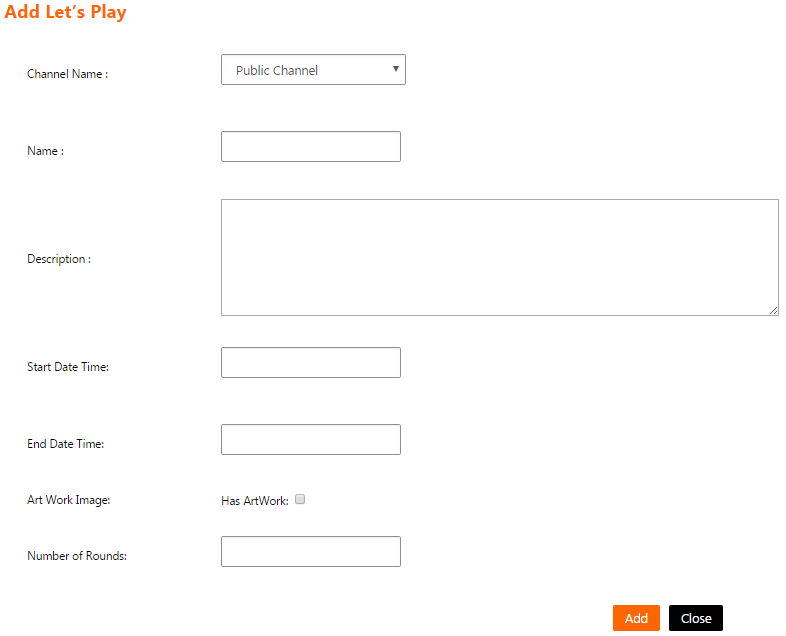 Add Let's Play
Channel Name :
Public Channel
Name :
Description :
Start Date Time:
End Date Time:
Art Work Image:
Has ArtWork:
Number of Rounds:
Add
Close